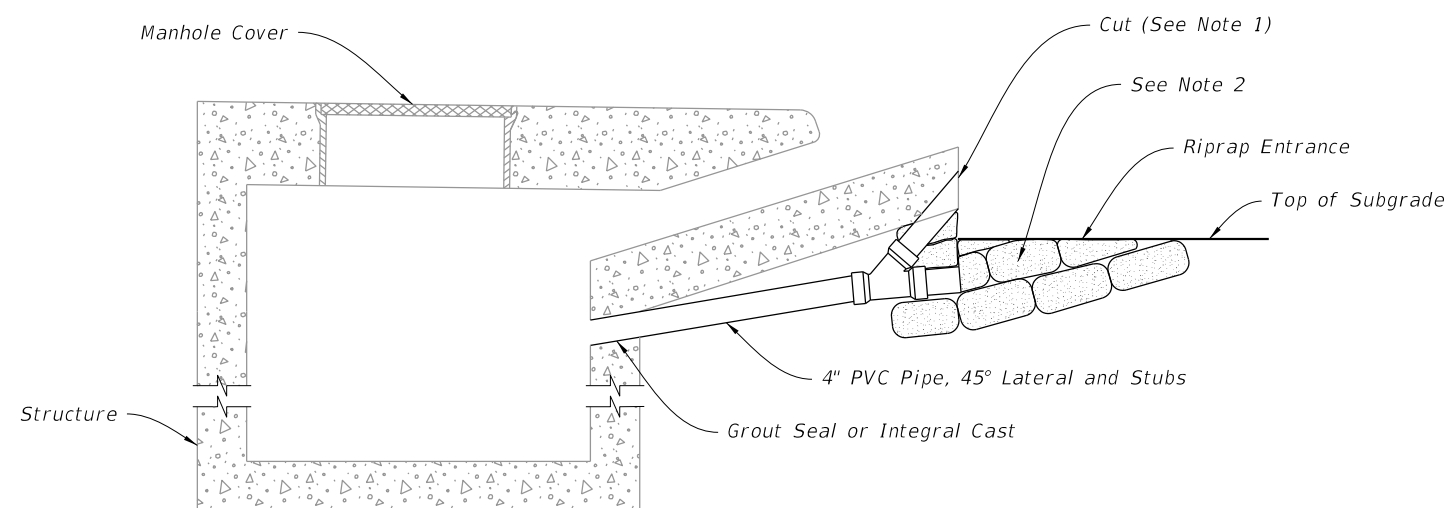 Manhole Cover
Cut (See Note 1)
See Note 2
Riprap Entrance
Top of Subgrade
4" PVC Pipe, 45° Lateral and Stubs
Structure
Grout Seal or Integral Cast